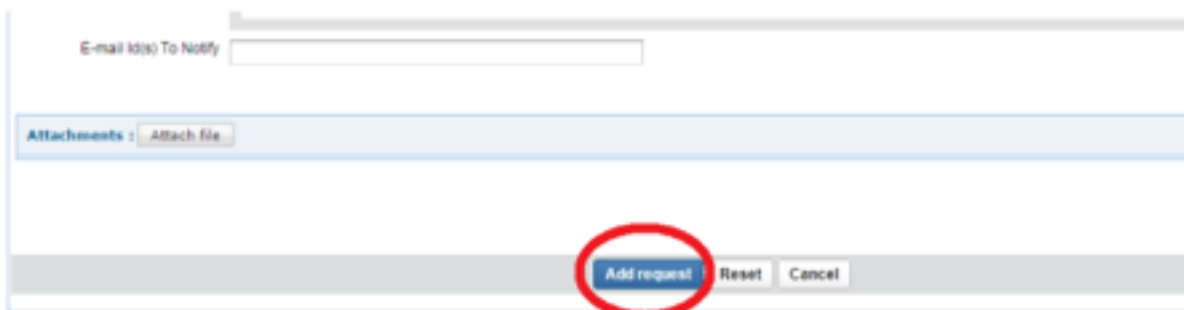 E-mail Id(s) To Notify
Attachments : Attach file
Add request Reset Cancel